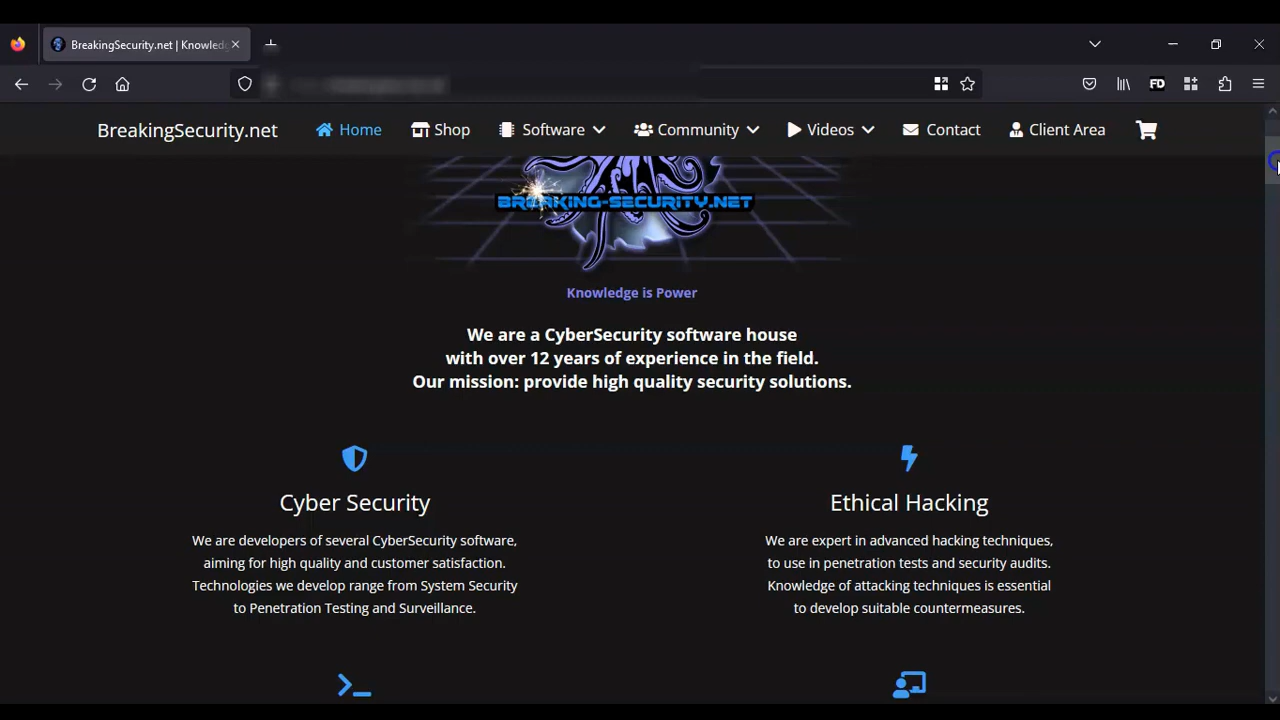 BreakingSecurity.net | Knowledg
FD
BreakingSecurity.net Home Shop Software Community Videos Contact Client Area
BREAKING-SECURITY.NET
Knowledge is Power
We are a CyberSecurity software house
with over 12 years of experience in the field.
Our mission: provide high quality security solutions.
Cyber Security
We are developers of several CyberSecurity software,
aiming for high quality and customer satisfaction.
Technologies we develop range from System Security
to Penetration Testing and Surveillance.
Ethical Hacking
We are expert in advanced hacking techniques,
to use in penetration tests and security audits.
Knowledge of attacking techniques is essential
to develop suitable countermeasures.